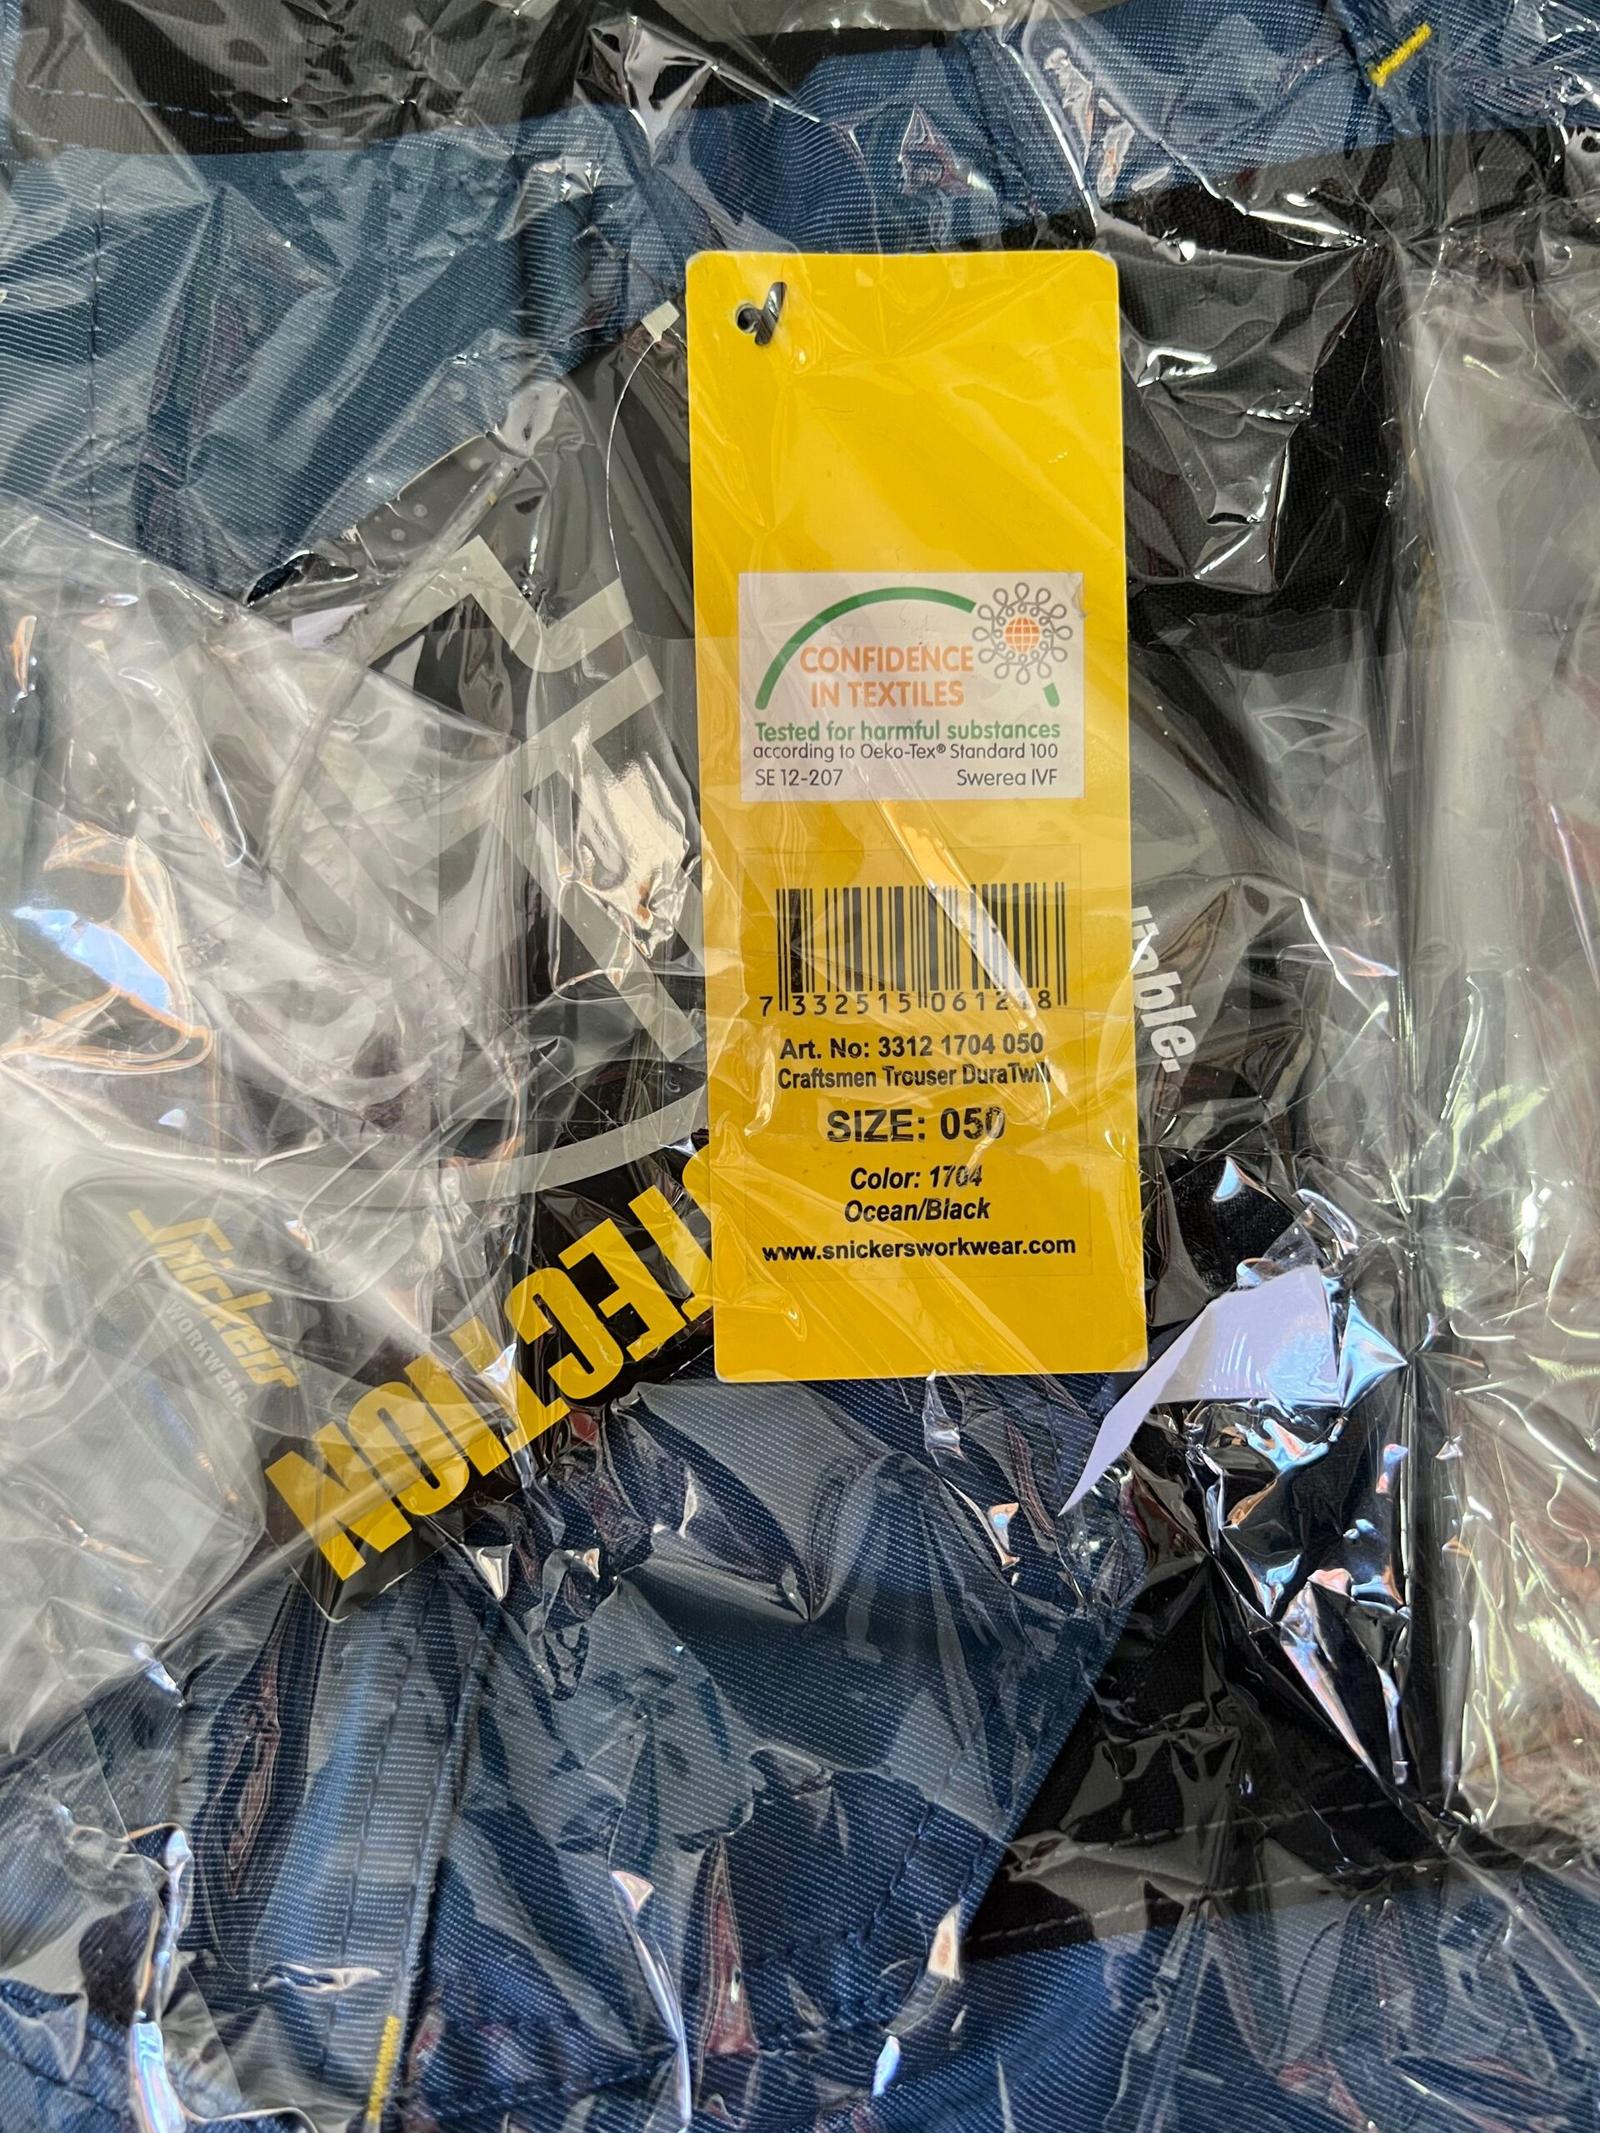 CONFIDENCE
IN TEXTILES
Tested for harmful substances
according to Oeko-Tex® Standard 100
SE 12-207 Swerea IVF
7 332515 061248
Art. No: 3312 1704 050
Craftsmen Trouser DuraTwill
SIZE: 050
Color: 1704
Ocean/Black
www.snickersworkwear.com
Snickers
WORKWEAR